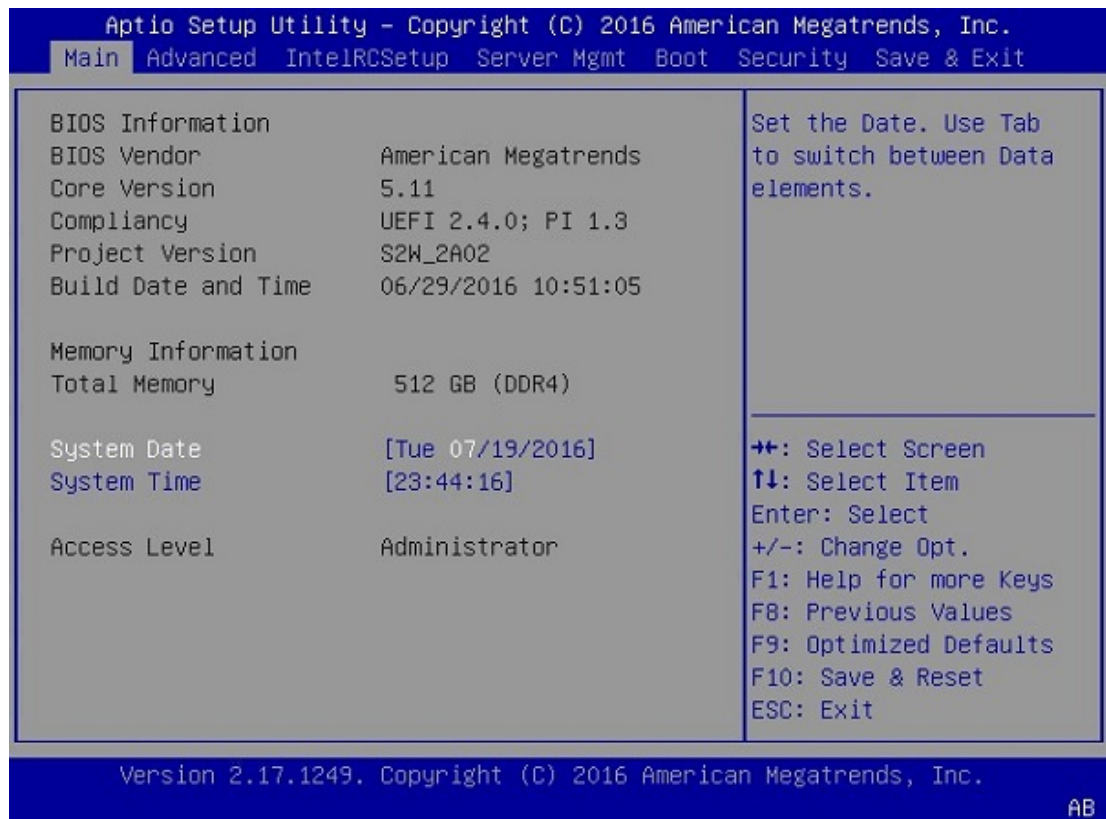 Aptio Setup Utility – Copyright (C) 2016 American Megatrends, Inc.
Main Advanced IntelRCSetup Server Mgmt Boot Security Save & Exit
BIOS Information
BIOS Vendor American Megatrends
Core Version 5.11
Compliancy UEFI 2.4.0; PI 1.3
Project Version S2W_2A02
Build Date and Time 06/29/2016 10:51:05
Memory Information
Total Memory 512 GB (DDR4)
System Date [Tue 07/19/2016]
System Time [23:44:16]
Access Level Administrator
Set the Date. Use Tab
to switch between Data
elements.
→←: Select Screen
↑↓: Select Item
Enter: Select
+/-: Change Opt.
F1: Help for more Keys
F8: Previous Values
F9: Optimized Defaults
F10: Save & Reset
ESC: Exit
Version 2.17.1249. Copyright (C) 2016 American Megatrends, Inc.
AB